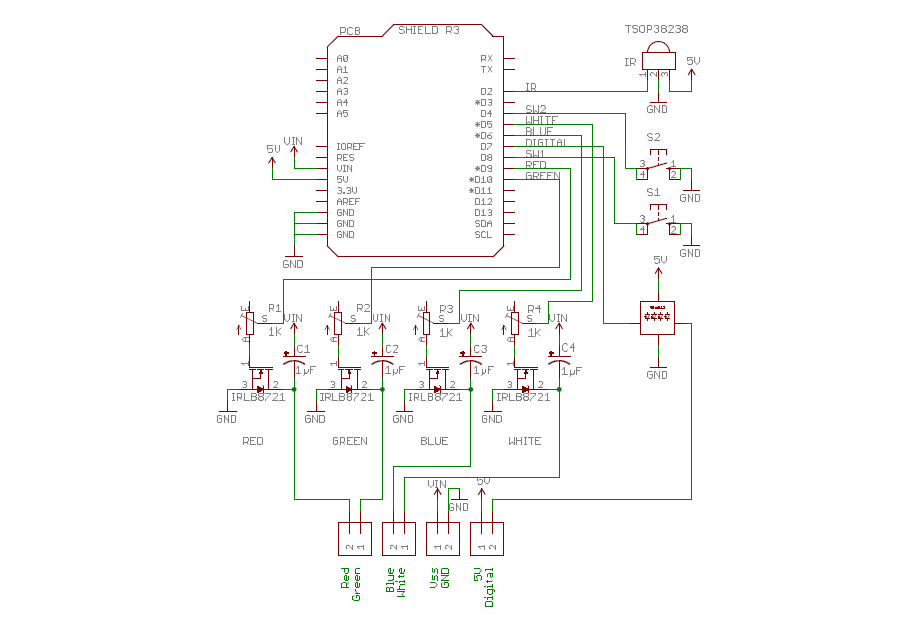 PCB SHIELD R3
TSOP38238
IR 1 2 3 5V
GND
A0 RX
A1 TX
A2
A3 D2 IR
A4 *D3
A5 D4 SW2
*D5 WHITE
*D6 BLUE
IOREF D7 DIGITAL
RES D8 SW1
5V VIN VIN *D9 RED
5V *D10 GREEN
3.3V *D11
AREF D12
GND D13
GND SDA
GND SCL
GND
S2
3 1
4 2
GND
S1
3 1
4 2
GND
5V
GND
E R1 E R2 E R3 E R4
S VIN S VIN S VIN S VIN
1K 1K 1K 1K
A A A A
C1 C2 C3 C4
1µF 1µF 1µF 1µF
1 1 1 1
3 2 3 2 3 2 3 2
IRLB8721 IRLB8721 IRLB8721 IRLB8721
GND GND GND GND
RED GREEN BLUE WHITE
VIN 5V
GND
2 1 2 1 1 2 1 2
Red
Green
Blue
White
Vss
GND
5V
Digital